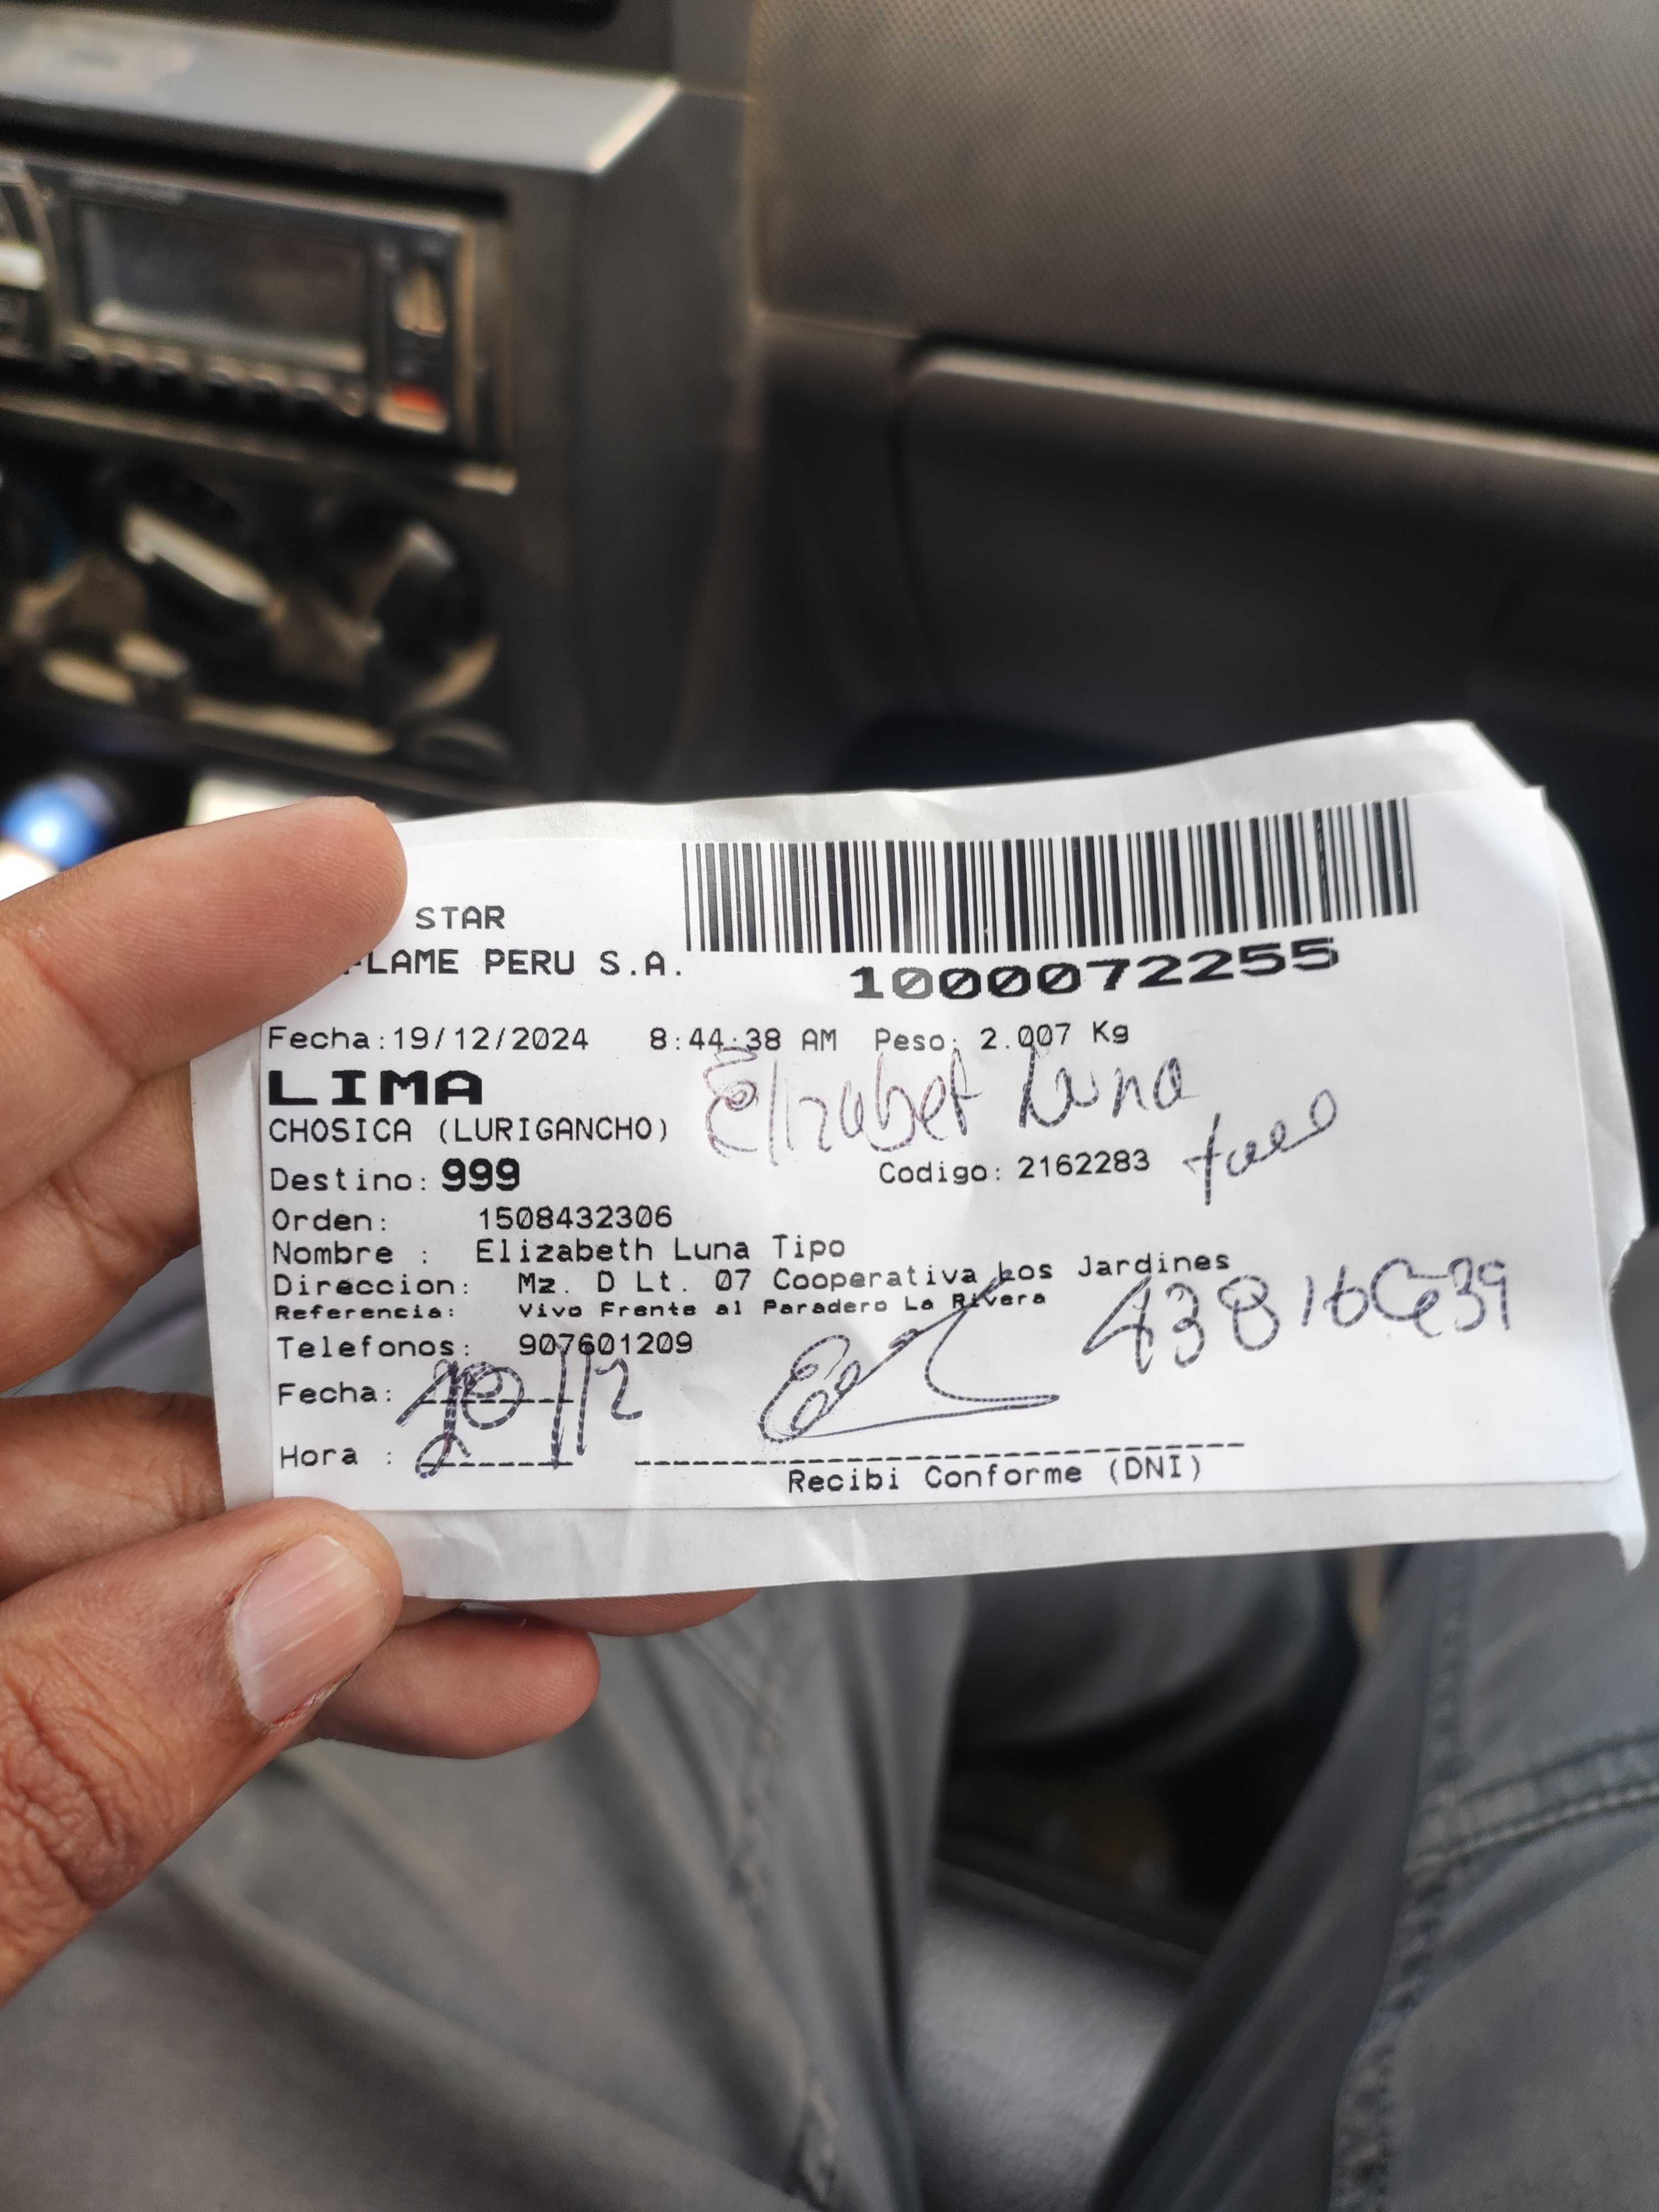 STAR
FLAME PERU S.A.
1000072255
Fecha:19/12/2024 8:44:38 AM Peso: 2.007 Kg
LIMA
Elizabet Luna
CHOSICA (LURIGANCHO)
Destino: 999 Codigo: 2162283
Orden: 1508432306
Nombre : Elizabeth Luna Tipo
Direccion: Mz. D Lt. 07 Cooperativa Los Jardines
Referencia: Vivo Frente al Paradero La Rivera
Telefonos: 907601209
Fecha: 20/12
Hora :
Recibi Conforme (DNI)